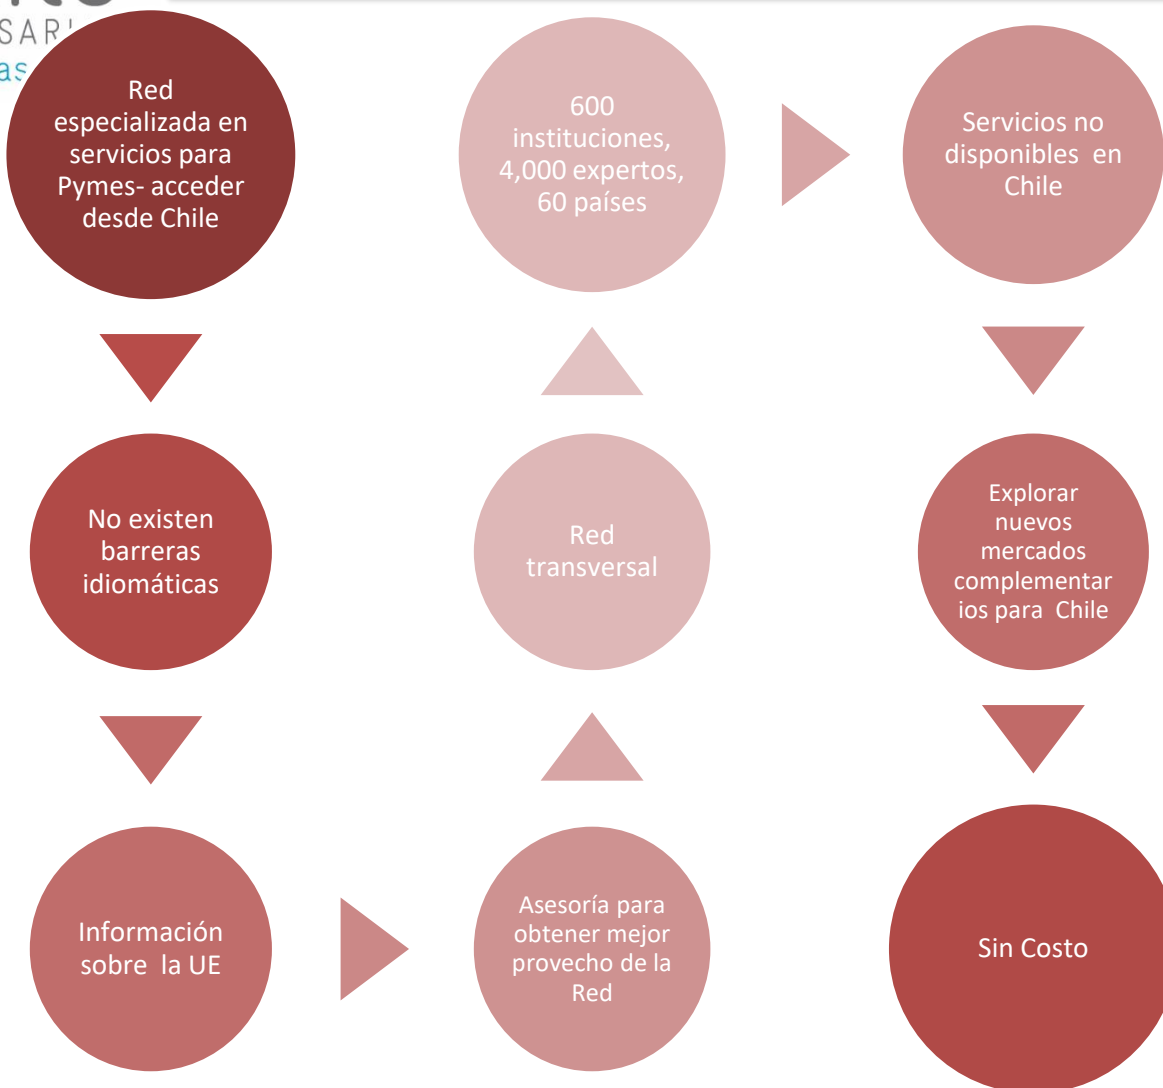 SAR
as
Red
especializada en
servicios para
Pymes- acceder
desde Chile
No existen
barreras
idiomáticas
Información
sobre la UE
Asesoría para
obtener mejor
provecho de la
Red
Red
transversal
600
instituciones,
4,000 expertos,
60 países
Servicios no
disponibles en
Chile
Explorar
nuevos
mercados
complementar
ios para Chile
Sin Costo